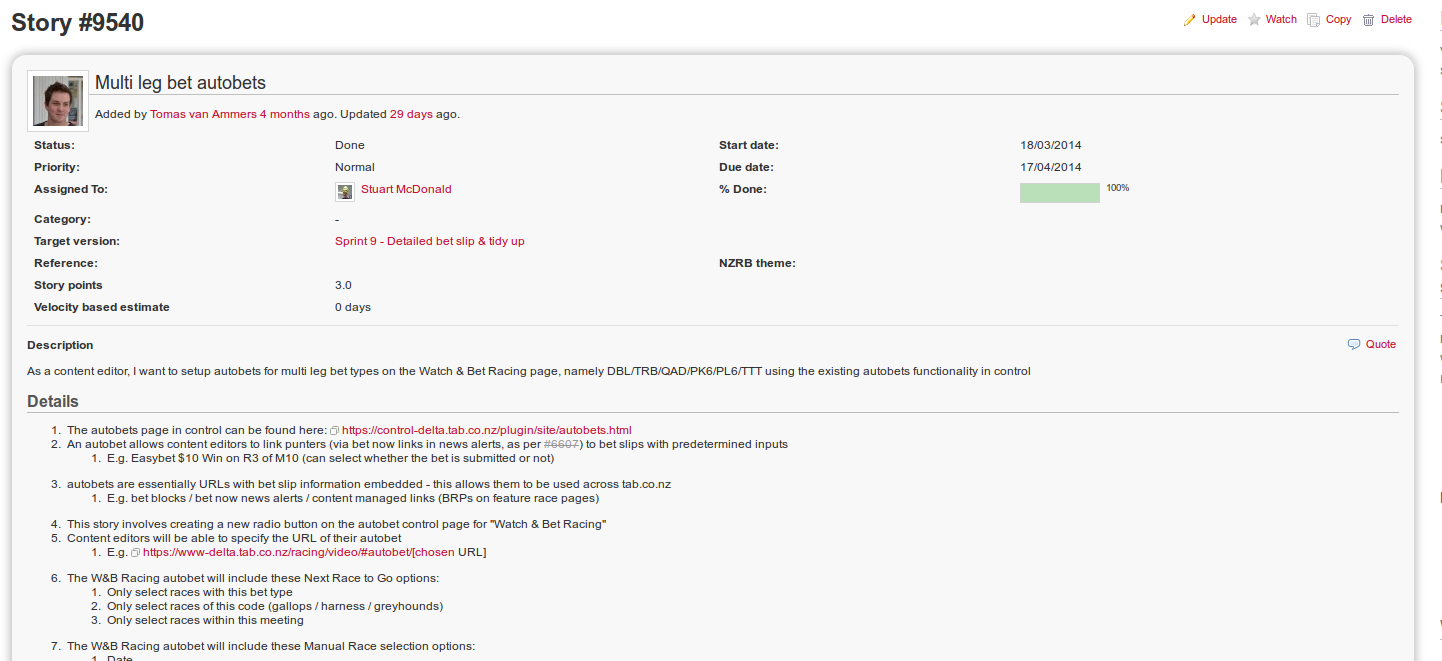 Story #9540
Update Watch Copy Delete
Multi leg bet autobets
Added by Tomas van Ammers 4 months ago. Updated 29 days ago.
Status: Done Start date: 18/03/2014
Priority: Normal Due date: 17/04/2014
Assigned To: Stuart McDonald % Done: 100%
Category: -
Target version: Sprint 9 - Detailed bet slip & tidy up
Reference: NZRB theme:
Story points 3.0
Velocity based estimate 0 days
Description Quote
As a content editor, I want to setup autobets for multi leg bet types on the Watch & Bet Racing page, namely DBL/TRB/QAD/PK6/PL6/TTT using the existing autobets functionality in control
Details
1. The autobets page in control can be found here: https://control-delta.tab.co.nz/plugin/site/autobets.html
2. An autobet allows content editors to link punters (via bet now links in news alerts, as per #6607) to bet slips with predetermined inputs
1. E.g. Easybet $10 Win on R3 of M10 (can select whether the bet is submitted or not)
3. autobets are essentially URLs with bet slip information embedded - this allows them to be used across tab.co.nz
1. E.g. bet blocks / bet now news alerts / content managed links (BRPs on feature race pages)
4. This story involves creating a new radio button on the autobet control page for "Watch & Bet Racing"
5. Content editors will be able to specify the URL of their autobet
1. E.g. https://www-delta.tab.co.nz/racing/video/#autobet/[chosen URL]
6. The W&B Racing autobet will include these Next Race to Go options:
1. Only select races with this bet type
2. Only select races of this code (gallops / harness / greyhounds)
3. Only select races within this meeting
7. The W&B Racing autobet will include these Manual Race selection options:
1. Date